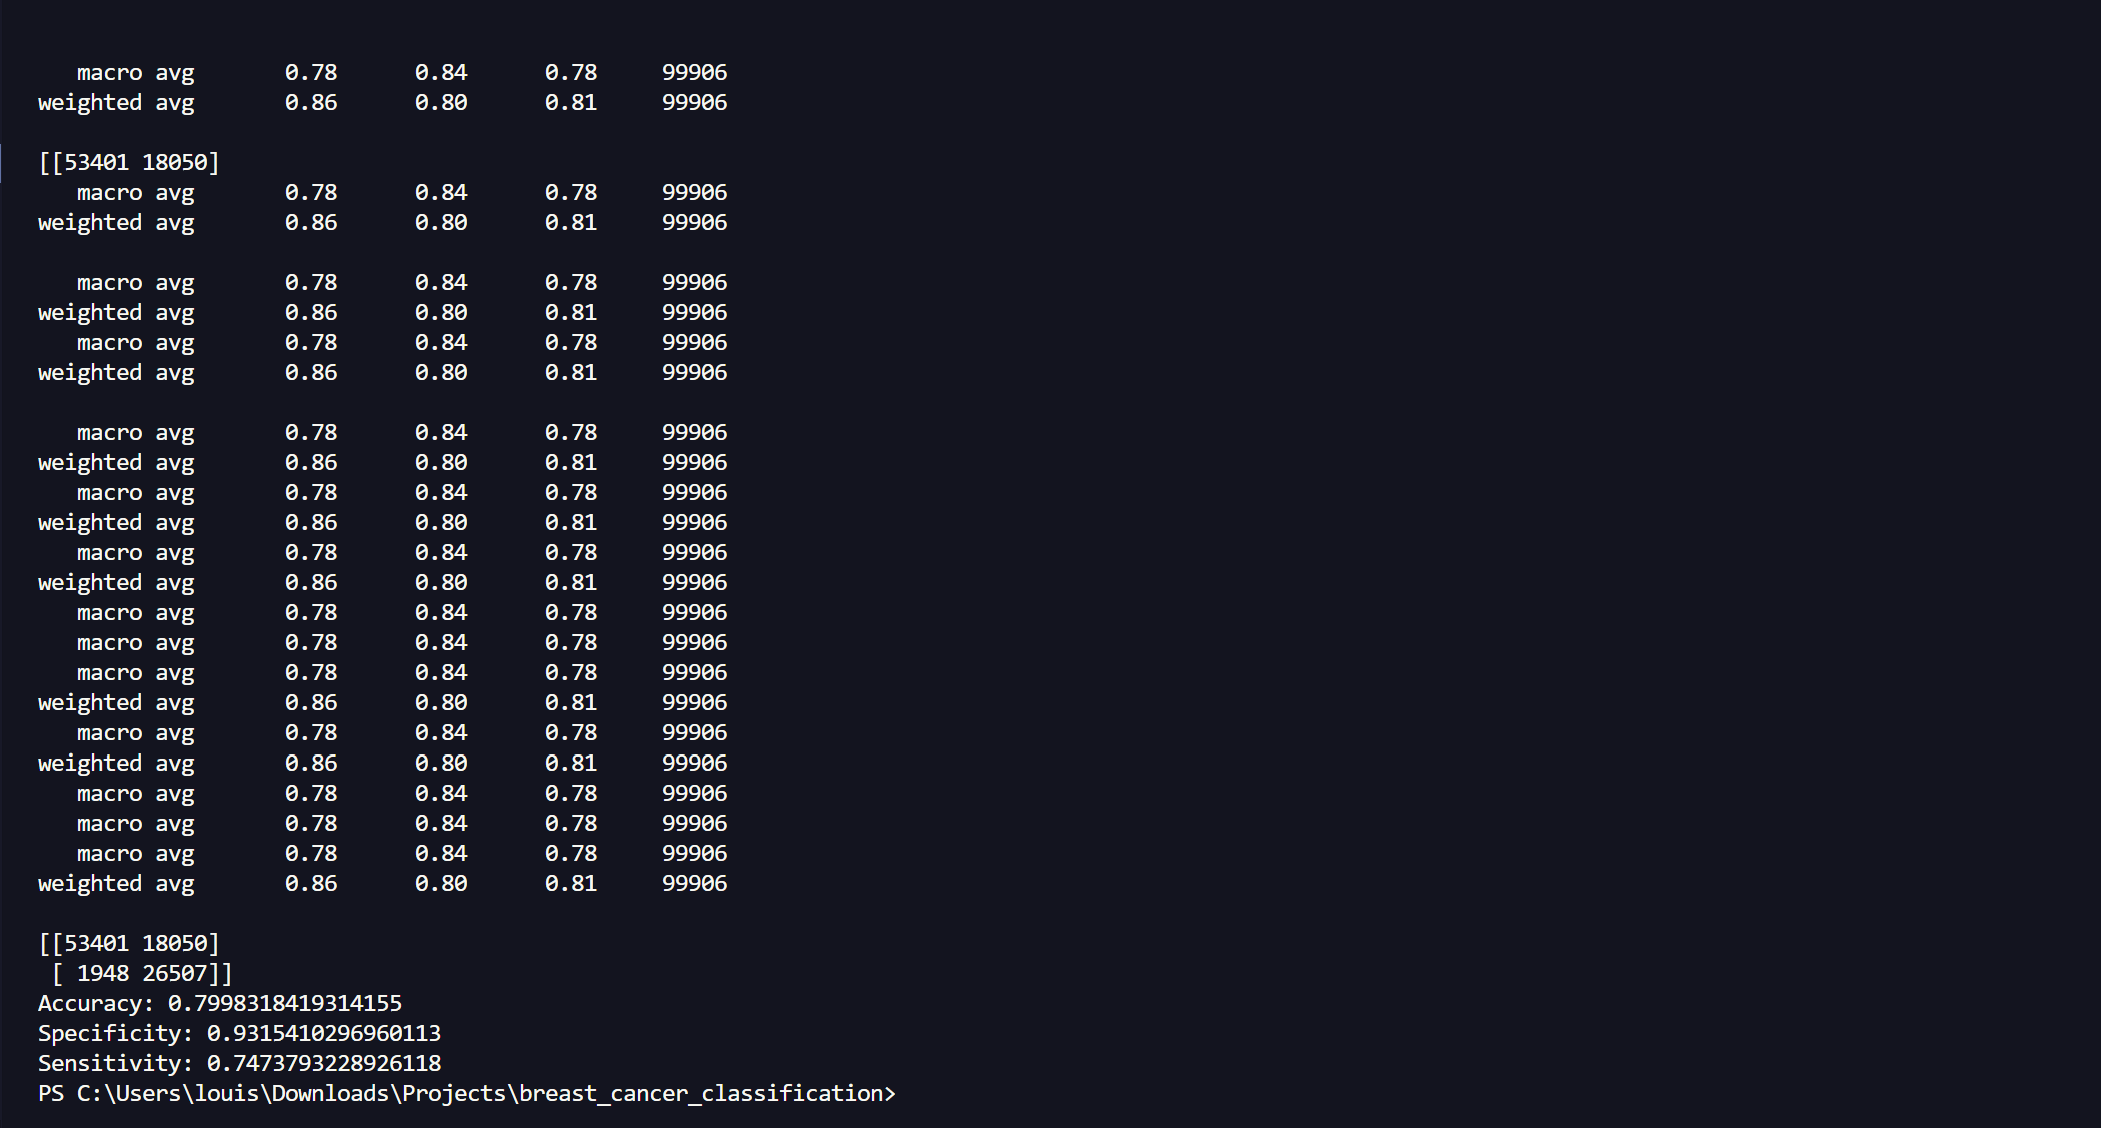 macro avg 0.78 0.84 0.78 99906
weighted avg 0.86 0.80 0.81 99906
[[53401 18050]
macro avg 0.78 0.84 0.78 99906
weighted avg 0.86 0.80 0.81 99906
macro avg 0.78 0.84 0.78 99906
weighted avg 0.86 0.80 0.81 99906
macro avg 0.78 0.84 0.78 99906
weighted avg 0.86 0.80 0.81 99906
macro avg 0.78 0.84 0.78 99906
weighted avg 0.86 0.80 0.81 99906
macro avg 0.78 0.84 0.78 99906
weighted avg 0.86 0.80 0.81 99906
macro avg 0.78 0.84 0.78 99906
weighted avg 0.86 0.80 0.81 99906
macro avg 0.78 0.84 0.78 99906
macro avg 0.78 0.84 0.78 99906
macro avg 0.78 0.84 0.78 99906
weighted avg 0.86 0.80 0.81 99906
macro avg 0.78 0.84 0.78 99906
weighted avg 0.86 0.80 0.81 99906
macro avg 0.78 0.84 0.78 99906
macro avg 0.78 0.84 0.78 99906
macro avg 0.78 0.84 0.78 99906
weighted avg 0.86 0.80 0.81 99906
[[53401 18050]
[ 1948 26507]]
Accuracy: 0.7998318419314155
Specificity: 0.9315410296960113
Sensitivity: 0.7473793228926118
PS C:\Users\louis\Downloads\Projects\breast_cancer_classification>